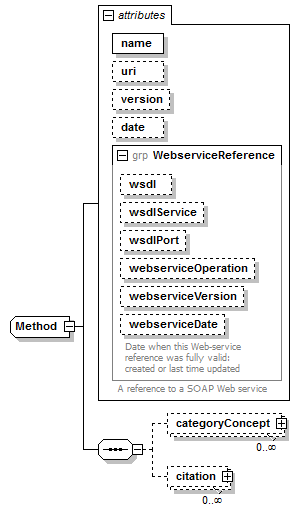 attributes
name
uri
version
date
grp WebserviceReference
wsdl
wsdlService
wsdlPort
webserviceOperation
webserviceVersion
webserviceDate
Date when this Web-service
reference was fully valid:
created or last time updated
A reference to a SOAP Web service
Method
categoryConcept
0..∞
citation
0..∞